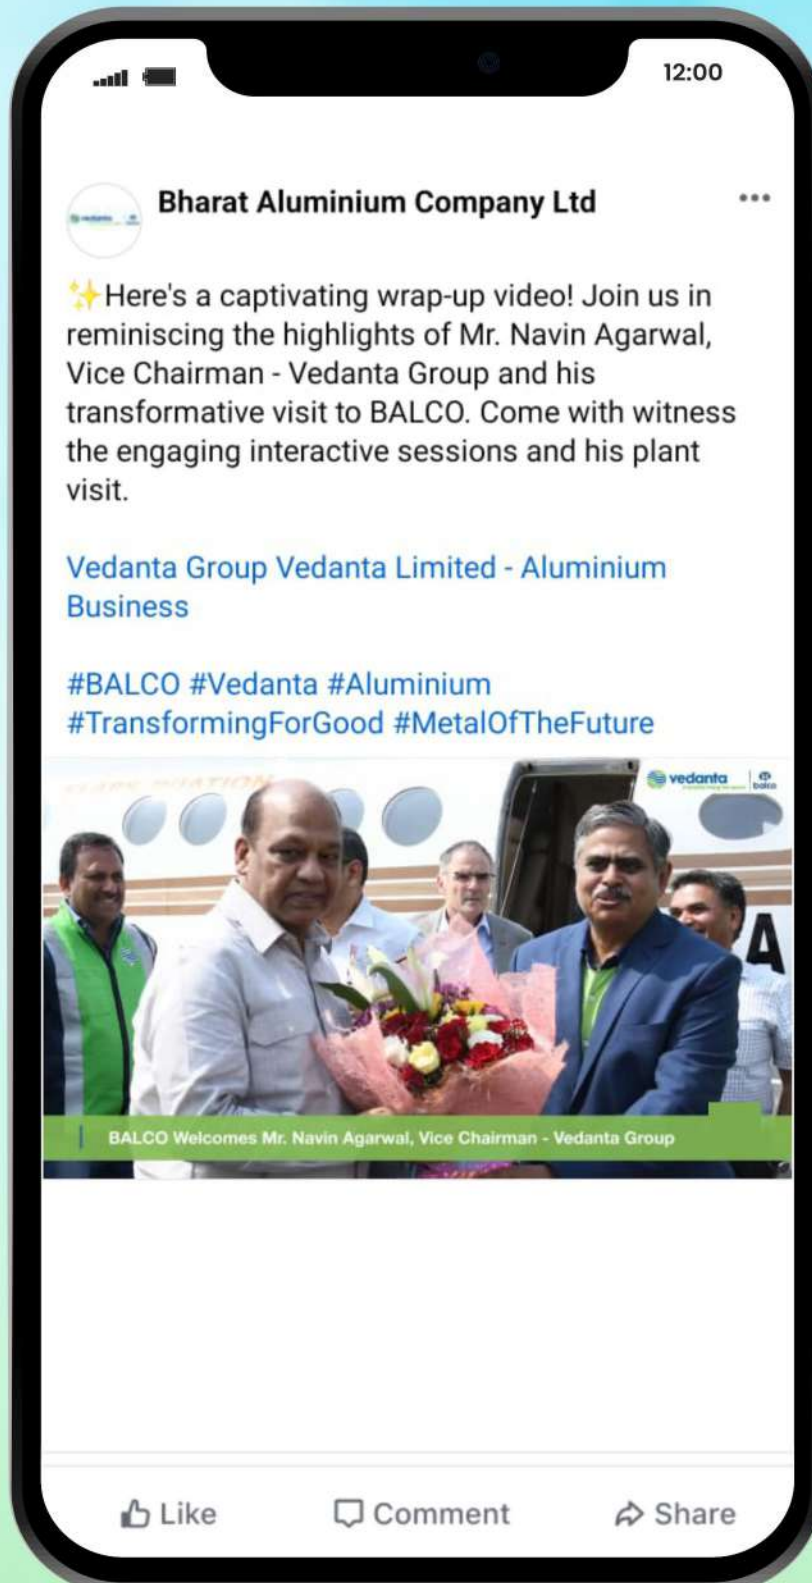 12:00
vedanta
Bharat Aluminium Company Ltd
✨Here's a captivating wrap-up video! Join us in
reminiscing the highlights of Mr. Navin Agarwal,
Vice Chairman - Vedanta Group and his
transformative visit to BALCO. Come with witness
the engaging interactive sessions and his plant
visit.
Vedanta Group Vedanta Limited - Aluminium
Business
#BALCO #Vedanta #Aluminium
#TransformingForGood #MetalOfTheFuture
vedanta
balco
A
BALCO Welcomes Mr. Navin Agarwal, Vice Chairman - Vedanta Group
Like Comment Share